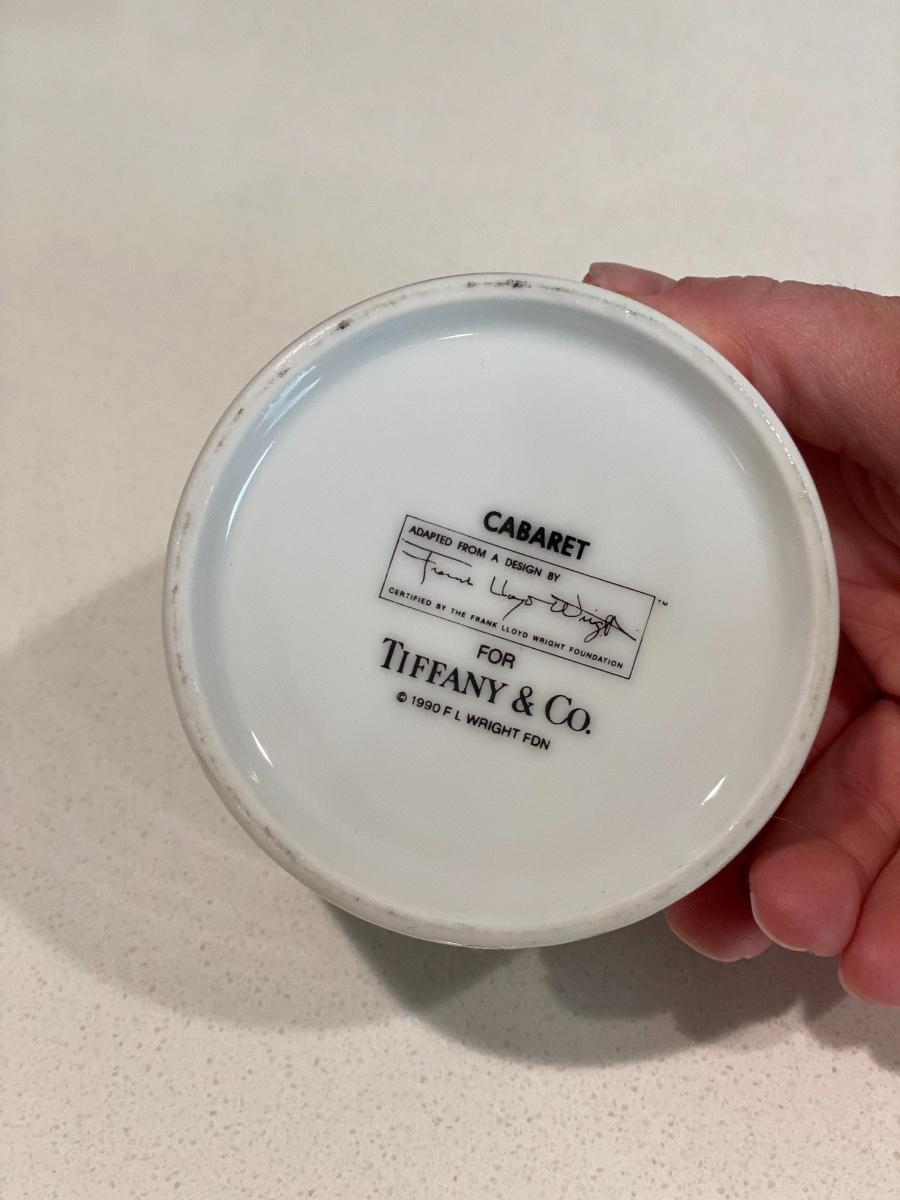 CABARET
ADAPTED FROM A DESIGN BY
Frank Lloyd Wright
TM
CERTIFIED BY THE FRANK LLOYD WRIGHT FOUNDATION
FOR
TIFFANY & CO.
© 1990 F L WRIGHT FDN